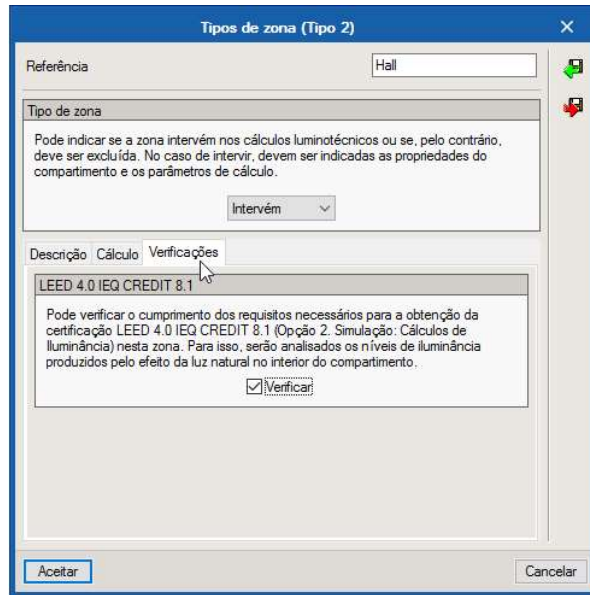 Tipos de zona (Tipo 2)
Referência
Hall
Tipo de zona
Pode indicar se a zona intervém nos cálculos luminotécnicos ou se, pelo contrário,
deve ser excluída. No caso de intervir, devem ser indicadas as propriedades do
compartimento e os parâmetros de cálculo.
Intervém
Descrição Cálculo Verificações
LEED 4.0 IEQ CREDIT 8.1
Pode verificar o cumprimento dos requisitos necessários para a obtenção da
certificação LEED 4.0 IEQ CREDIT 8.1 (Opção 2. Simulação: Cálculos de
Iluminância) nesta zona. Para isso, serão analisados os níveis de iluminância
produzidos pelo efeito da luz natural no interior do compartimento.
Verificar
Aceitar
Cancelar